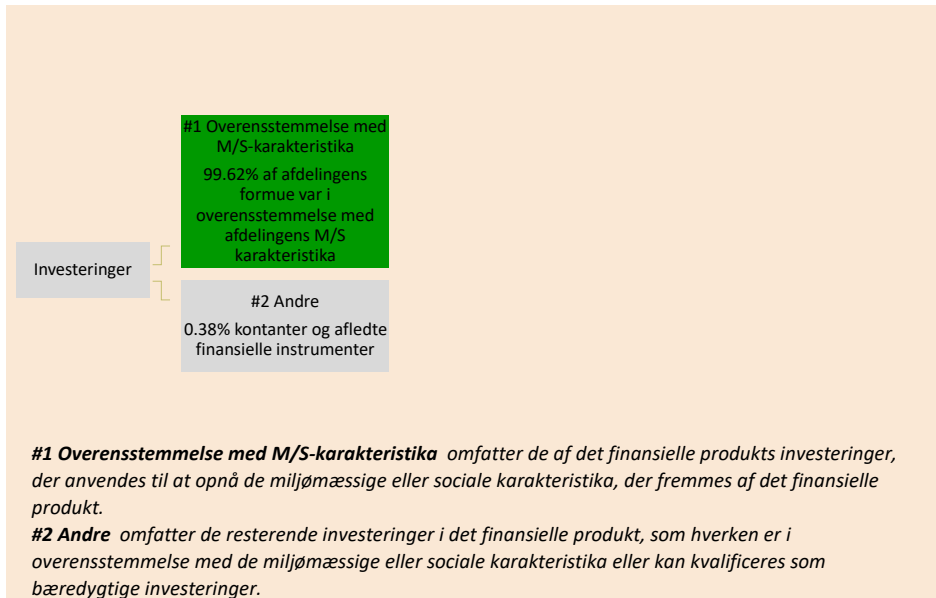 #1 Overensstemmelse med
M/S-karakteristika
99.62% af afdelingens
formue var i
overensstemmelse med
afdelingens M/S
karakteristika
Investeringer
#2 Andre
0.38% kontanter og afledte
finansielle instrumenter
#1 Overensstemmelse med M/S-karakteristika omfatter de af det finansielle produkts investeringer,
der anvendes til at opnå de miljømæssige eller sociale karakteristika, der fremmes af det finansielle
produkt.
#2 Andre omfatter de resterende investeringer i det finansielle produkt, som hverken er i
overensstemmelse med de miljømæssige eller sociale karakteristika eller kan kvalificeres som
bæredygtige investeringer.